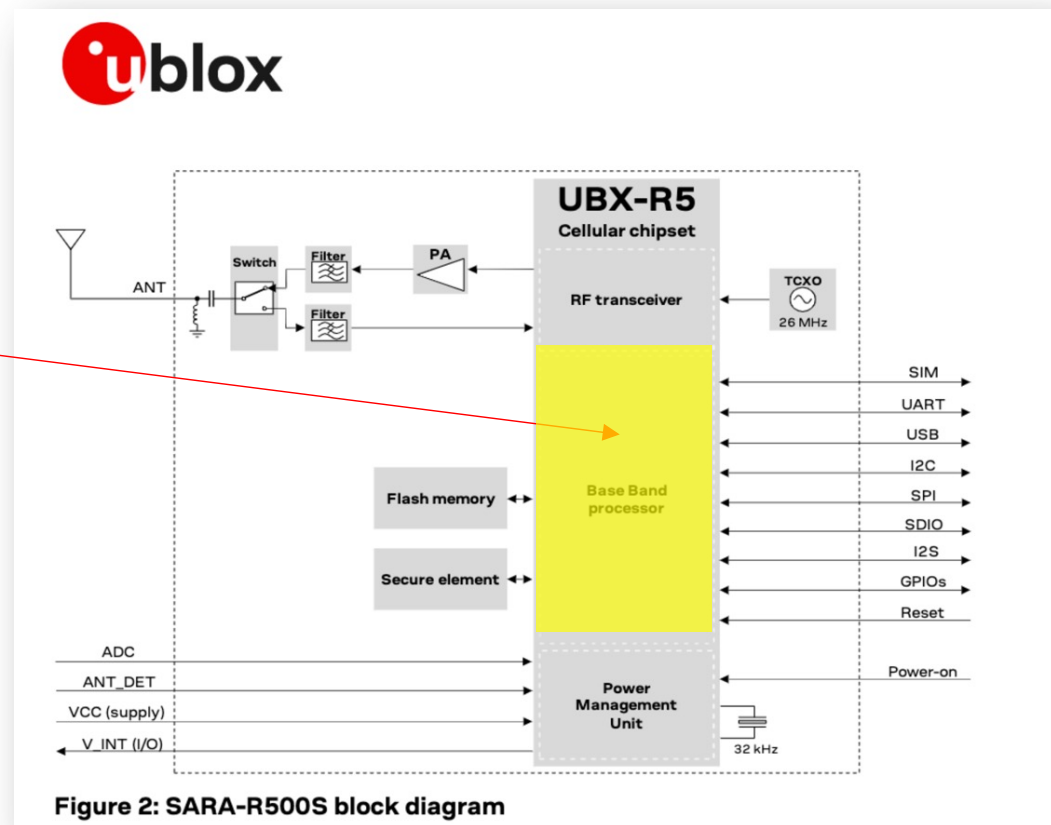 ublox
UBX-R5
Cellular chipset
Switch
Filter
PA
ANT
Filter
RF transceiver
TCXO
26 MHz
SIM
UART
USB
I2C
SPI
SDIO
I2S
GPIOs
Reset
Flash memory
Base Band
processor
Secure element
ADC
ANT_DET
VCC (supply)
V_INT (I/O)
Power
Management
Unit
Power-on
32 kHz
Figure 2: SARA-R500S block diagram